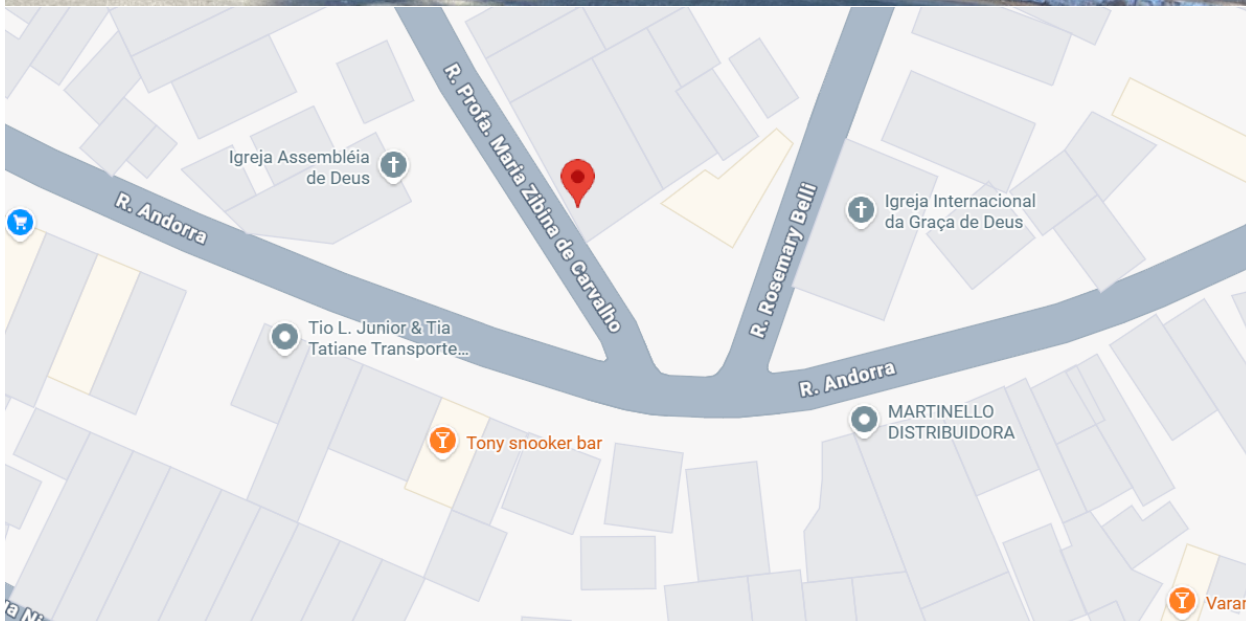 R. Profa. Maria Zibina de Carvalho
Igreja Assembléia
de Deus
R. Andorra
R. Rosemary Belli
Igreja Internacional
da Graça de Deus
Tio L. Junior & Tia
Tatiane Transporte...
R. Andorra
MARTINELLO
DISTRIBUIDORA
Tony snooker bar